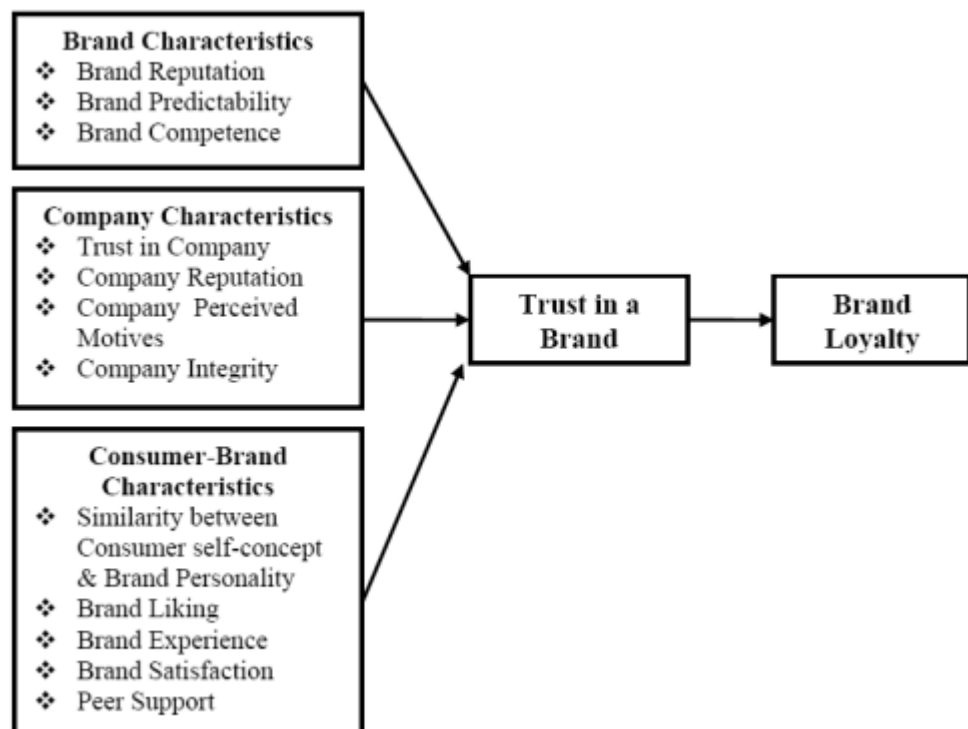 Brand Characteristics
❖ Brand Reputation
❖ Brand Predictability
❖ Brand Competence
Company Characteristics
❖ Trust in Company
❖ Company Reputation
❖ Company Perceived
Motives
❖ Company Integrity
Consumer-Brand
Characteristics
❖ Similarity between
Consumer self-concept
& Brand Personality
❖ Brand Liking
❖ Brand Experience
❖ Brand Satisfaction
❖ Peer Support
Trust in a
Brand
Brand
Loyalty